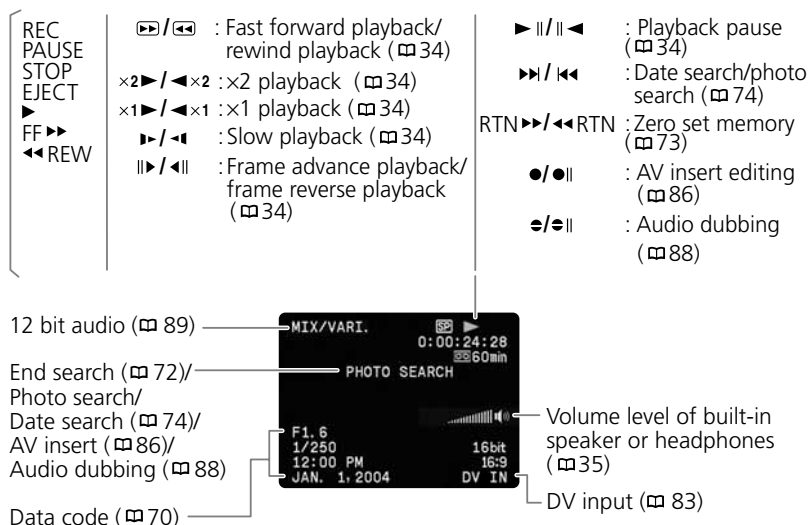 REC
PAUSE
STOP
EJECT
►
FF ►►
◄◄ REW
►► / ◄◄ : Fast forward playback/
rewind playback ( 34)
×2► / ◄×2 : ×2 playback ( 34)
×1► / ◄×1 : ×1 playback ( 34)
: Slow playback ( 34)
: Frame advance playback/
frame reverse playback
( 34)
: Playback pause
( 34)
: Date search/photo
search ( 74)
RTN►►/◄◄RTN : Zero set memory
( 73)
●/●II : AV insert editing
( 86)
: Audio dubbing
( 88)
12 bit audio ( 89)
End search ( 72)/
Photo search/
Date search ( 74)/
AV insert ( 86)/
Audio dubbing ( 88)
Data code ( 70)
MIX/VARI.
SP ►
0:00:24:28
60min
PHOTO SEARCH
F1.6
1/250
12:00 PM
JAN. 1,2004
16bit
16:9
DV IN
Volume level of built-in
speaker or headphones
( 35)
DV input ( 83)